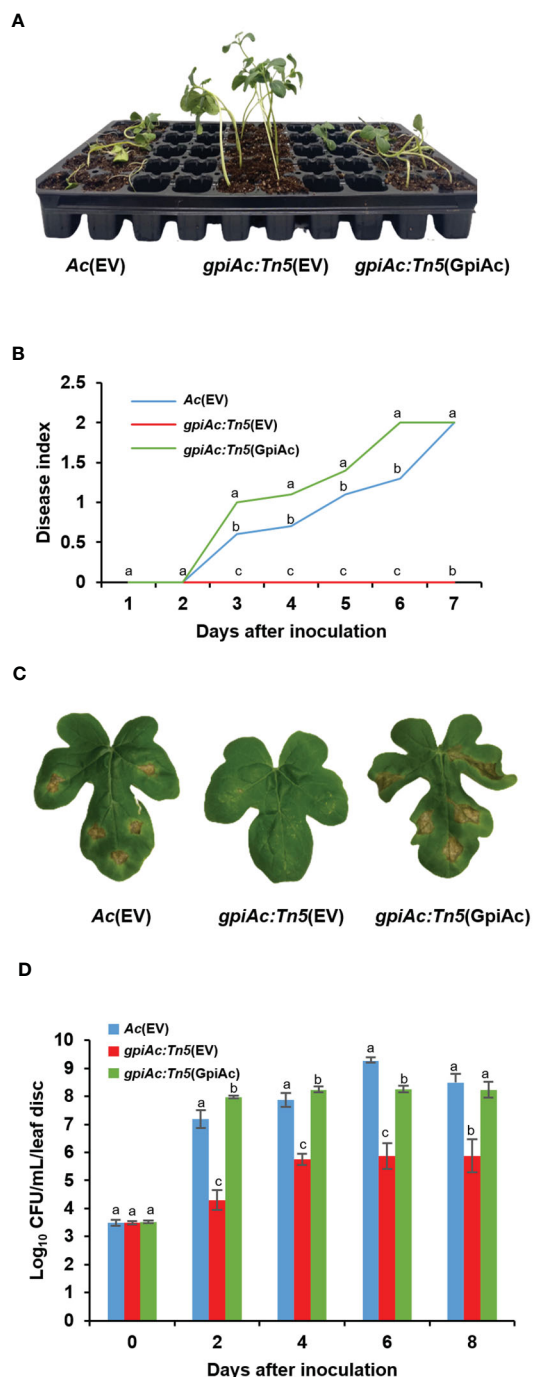 A
Ac(EV) gpiAc:Tn5(EV) gpiAc:Tn5(GpiAc)
B
2.5
2
1.5
1
0.5
0
Disease index
Ac(EV)
gpiAc:Tn5(EV)
gpiAc:Tn5(GpiAc)
a a
a
a a b
a b
b b
a a c c c c b
1 2 3 4 5 6 7
Days after inoculation
C
Ac(EV) gpiAc:Tn5(EV) gpiAc:Tn5(GpiAc)
D
Ac(EV)
gpiAc:Tn5(EV)
gpiAc:Tn5(GpiAc)
10
9
8
7
6
5
4
3
2
1
0
Log₁₀ CFU/mL/leaf disc
a a a
a c b
a c b
a c b
a b a
0 2 4 6 8
Days after inoculation